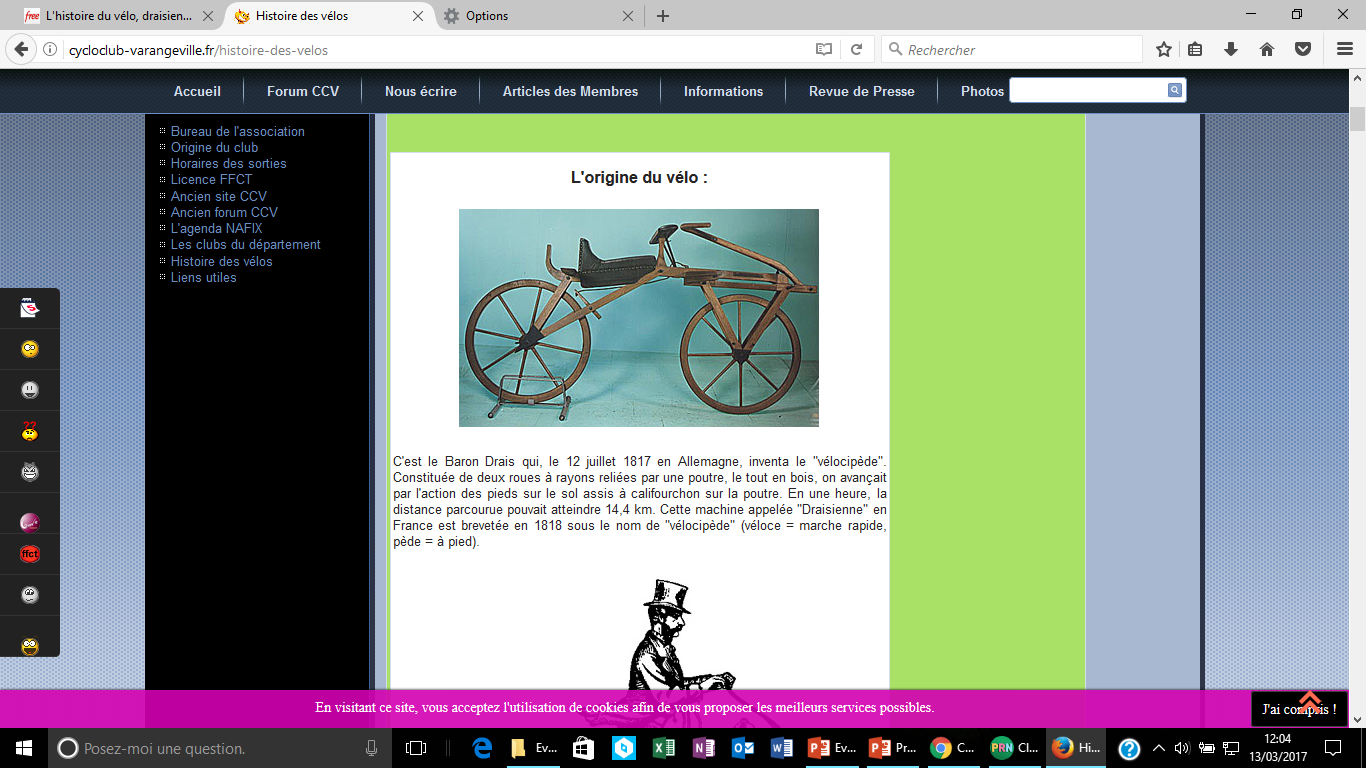 L'histoire du vélo, draisien...
Histoire des vélos
Options
cycloclub-varangeville.fr/histoire-des-velos
Rechercher
Accueil
Forum CCV
Nous écrire
Articles des Membres
Informations
Revue de Presse
Photos
Bureau de l'association
Origine du club
Horaires des sorties
Licence FFCT
Ancien site CCV
Ancien forum CCV
L'agenda NAFIX
Les clubs du département
Histoire des vélos
Liens utiles
ffct
L'origine du vélo :
C'est le Baron Drais qui, le 12 juillet 1817 en Allemagne, inventa le "vélocipède".
Constituée de deux roues à rayons reliées par une poutre, le tout en bois, on avançait
par l'action des pieds sur le sol assis à califourchon sur la poutre. En une heure, la
distance parcourue pouvait atteindre 14,4 km. Cette machine appelée "Draisienne" en
France est brevetée en 1818 sous le nom de "vélocipède" (véloce = marche rapide,
pède = à pied).
En visitant ce site, vous acceptez l'utilisation de cookies afin de vous proposer les meilleurs services possibles.
J'ai compris !
Posez-moi une question.
Ev...
Ev...
Pr...
C...
Cl...
Hi...
12:04
13/03/2017